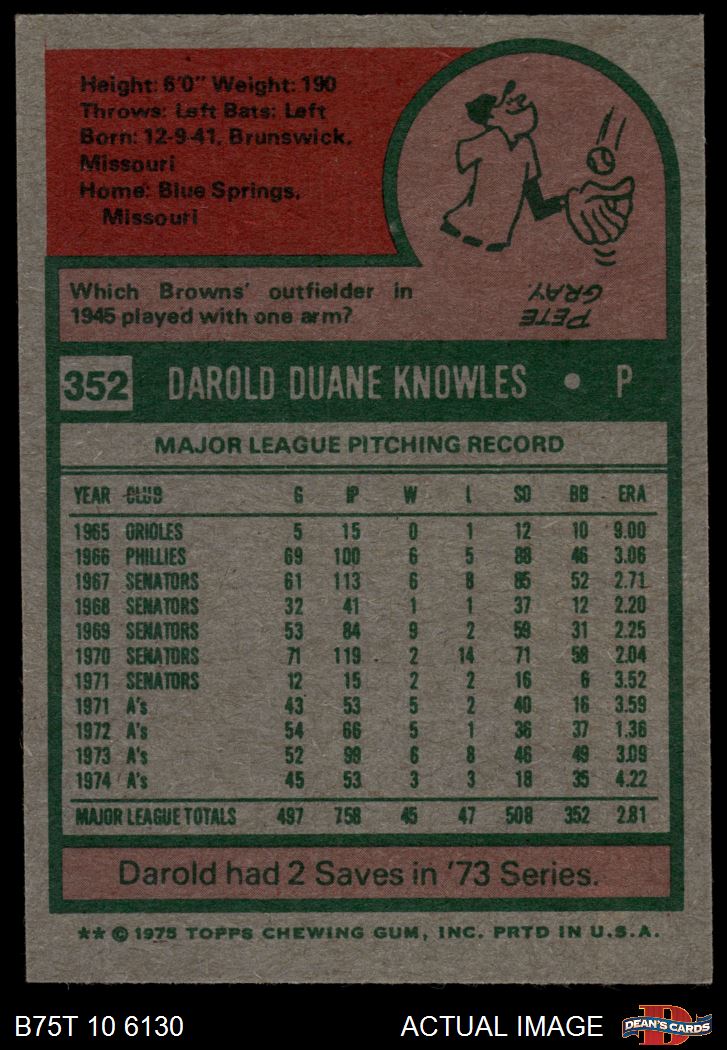 Height: 6'0" Weight: 190
Throws: Left Bats: Left
Born: 12-9-41, Brunswick,
Missouri
Home: Blue Springs,
Missouri
Which Browns' outfielder in
1945 played with one arm?
PETE
GRAY.
352 DAROLD DUANE KNOWLES • P
MAJOR LEAGUE PITCHING RECORD
YEAR CLUB G IP W L SO BB ERA
1965 ORIOLES 5 15 0 1 12 10 9.00
1966 PHILLIES 69 100 6 5 88 46 3.06
1967 SENATORS 61 113 6 8 85 52 2.71
1968 SENATORS 32 41 1 1 37 12 2.20
1969 SENATORS 53 84 9 2 59 31 2.25
1970 SENATORS 71 119 2 14 71 58 2.04
1971 SENATORS 12 15 2 2 16 6 3.52
1971 A's 43 53 5 2 40 16 3.59
1972 A's 54 66 5 1 36 37 1.36
1973 A's 52 99 6 8 46 49 3.09
1974 A's 45 53 3 3 18 35 4.22
MAJOR LEAGUE TOTALS 497 758 45 47 508 352 2.81
Darold had 2 Saves in '73 Series.
** © 1975 TOPPS CHEWING GUM, INC. PRTD IN U.S.A.
B75T 10 6130 ACTUAL IMAGE D DEAN'S CARDS